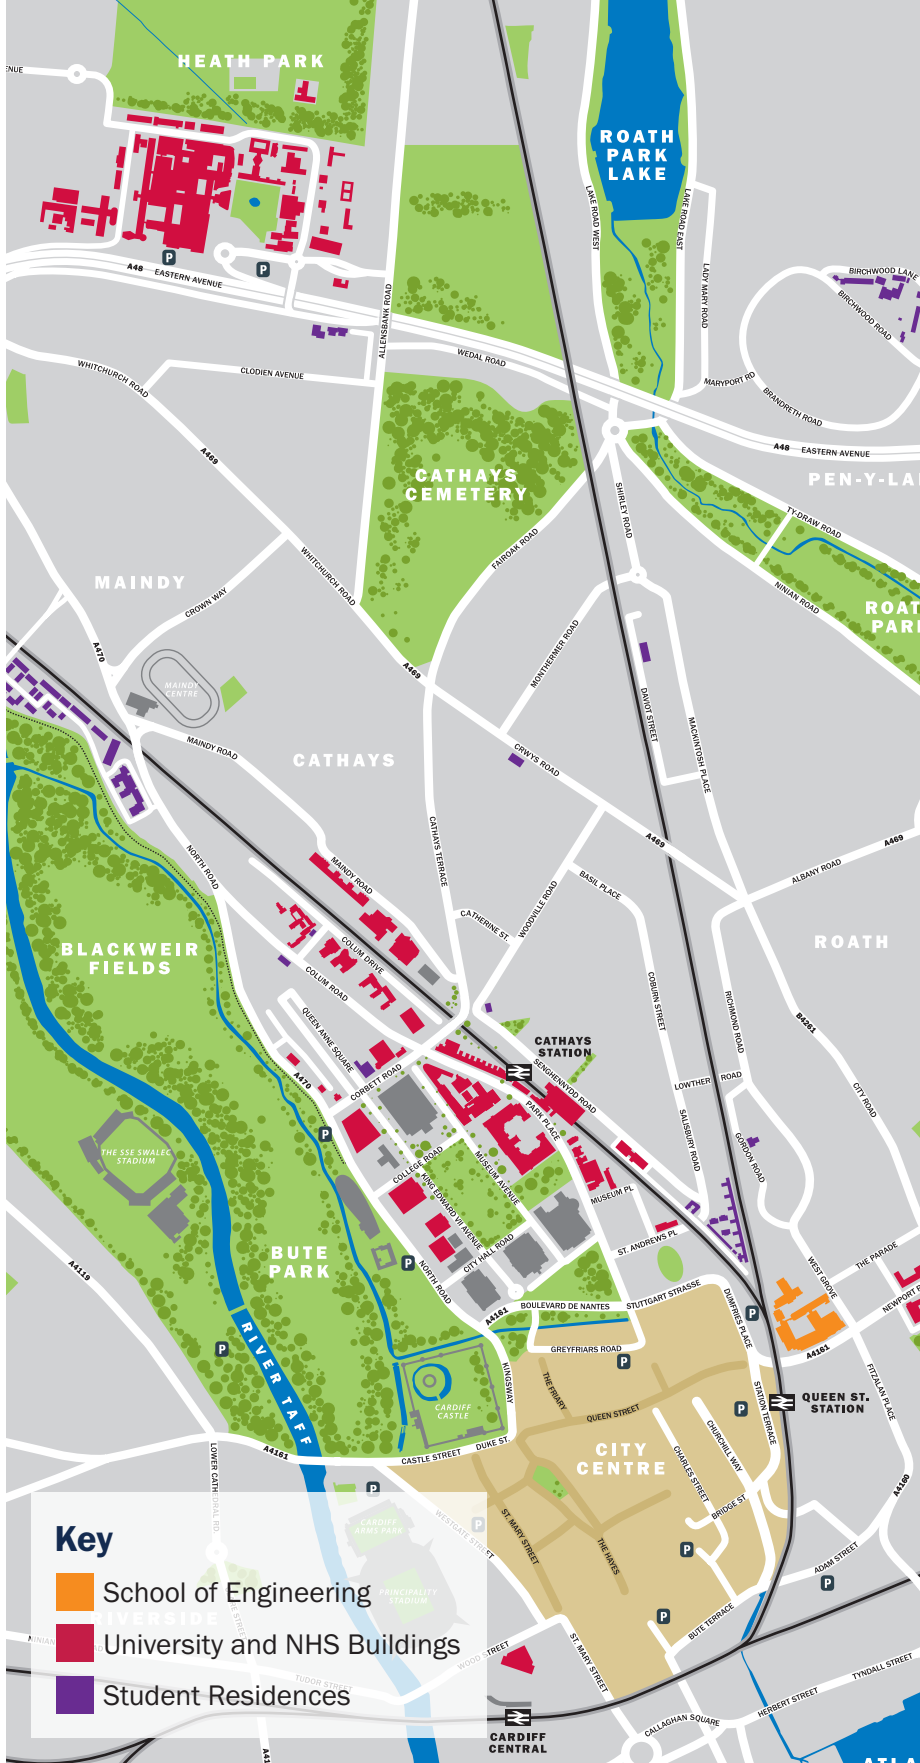 HEATH PARK
ENUE
ROATH
PARK
LAKE
LAKE ROAD WEST
LAKE ROAD EAST
LADY MARY ROAD
BIRCHWOOD LANE
BIRCHWOOD ROAD
P
P
A48
EASTERN AVENUE
ALLENSBANK ROAD
WEDAL ROAD
CLODIEN AVENUE
WHITCHURCH ROAD
MARYPORT RD
BRANDRETH ROAD
A469
A48
EASTERN AVENUE
PEN-Y-LA
CATHAYS
CEMETERY
SHIRLEY ROAD
TY-DRAW ROAD
FAIROAK ROAD
WHITCHURCH ROAD
MAINDY
CROWN WAY
NINIAN ROAD
ROAT
PAR
A470
MONTHERMER ROAD
A469
MAINDY
CENTRE
DAVIOT STREET
MACKINTOSH PLACE
MAINDY ROAD
CATHAYS
CRWYS ROAD
CATHAYS TERRACE
A469
A469
NORTH ROAD
MAINDY ROAD
BASIL PLACE
ALBANY ROAD
WOODVILLE ROAD
CATHERINE ST.
BLACKWEIR
FIELDS
COLUM DRIVE
COLUM ROAD
ROATH
COBURN STREET
RICHMOND ROAD
B4261
QUEEN ANNE SQUARE
CATHAYS
STATION
SENGHENNYDD ROAD
CORBETT ROAD
A470
LOWTHER ROAD
CITY ROAD
PARK PLACE
SALISBURY ROAD
GORDON ROAD
P
THE SSE SWALEC
STADIUM
COLLEGE ROAD
MUSEUM AVENUE
KING EDWARD VII AVENUE
MUSEUM PL
ST. ANDREWS PL
BUTE
PARK
A4119
P
NORTH ROAD
CITY HALL ROAD
WEST GROVE
THE PARADE
NEWPORT R
A4161
BOULEVARD DE NANTES
STUTTGART STRASSE
DUMFRIES PLACE
P
P
RIVER TAFF
GREYFRIARS ROAD
P
A4161
KINGSWAY
THE FRIARY
FITZALAN PLACE
STATION TERRACE
QUEEN ST.
STATION
CARDIFF
CASTLE
QUEEN STREET
P
CHURCHILL WAY
CHARLES STREET
CITY
CENTRE
DUKE ST.
CASTLE STREET
A4161
LOWER CATHEDRAL RD
A4160
P
BRIDGE ST
WESTGATE STREET
ST. MARY STREET
THE HAYES
P
CARDIFF
ARMS PARK
P
ADAM STREET
P
PRINCIPALITY
STADIUM
Key
School of Engineering
RIVERSIDE
University and NHS Buildings
Student Residences
TUDOR STREET
WOOD STREET
P
BUTE TERRACE
ST. MARY STREET
TYNDALL STREET
HERBERT STREET
CALLAGHAN SQUARE
CARDIFF
CENTRAL